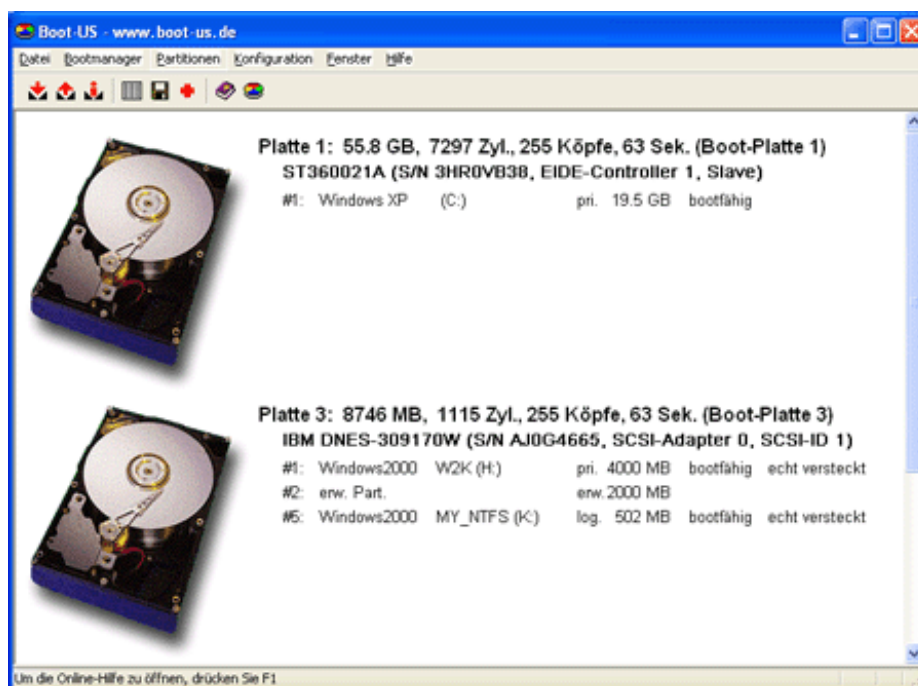 Boot-US - www.boot-us.de
Datei Bootmanager Partitionen Konfiguration Fenster Hilfe
Platte 1: 55.8 GB, 7297 Zyl., 255 Köpfe, 63 Sek. (Boot-Platte 1)
ST360021A (S/N 3HR0VB38, EIDE-Controller 1, Slave)
#1: Windows XP (C:) pri. 19.5 GB bootfähig
Platte 3: 8746 MB, 1115 Zyl., 255 Köpfe, 63 Sek. (Boot-Platte 3)
IBM DNES-309170W (S/N AJ0G4665, SCSI-Adapter 0, SCSI-ID 1)
#1: Windows2000 W2K (H:) pri. 4000 MB bootfähig echt versteckt
#2: erw. Part. erw. 2000 MB
#5: Windows2000 MY_NTFS (K:) log. 502 MB bootfähig echt versteckt
Um die Online-Hilfe zu öffnen, drücken Sie F1